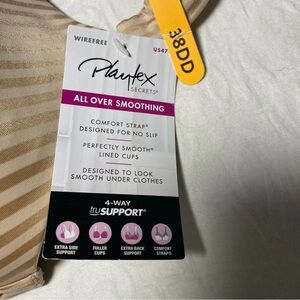 38DD
WIREFREE
US47
Playtex
SECRETS®
ALL OVER SMOOTHING
COMFORT STRAP®
DESIGNED FOR NO SLIP
PERFECTLY SMOOTH®
LINED CUPS
DESIGNED TO LOOK
SMOOTH UNDER CLOTHES
4-WAY
truSUPPORT®
EXTRA SIDE
SUPPORT
FULLER
CUPS
EXTRA BACK
SUPPORT
COMFORT
STRAPS®